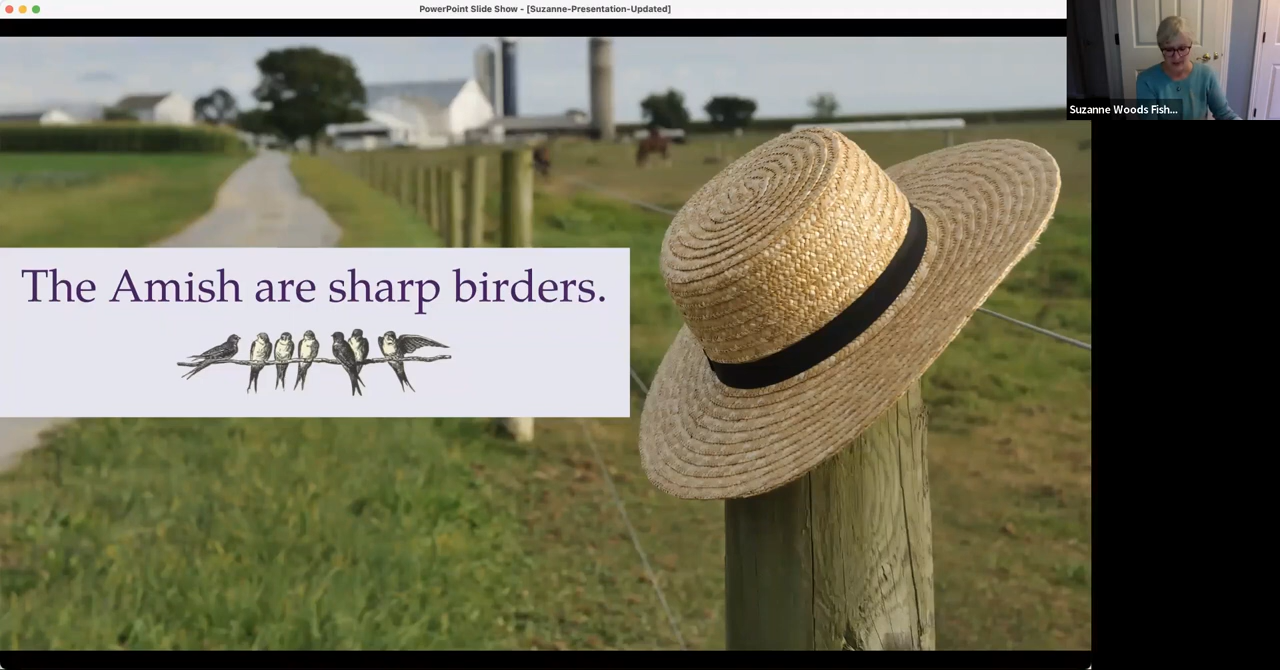 PowerPoint Slide Show - [Suzanne-Presentation-Updated]
Suzanne Woods Fish...
The Amish are sharp birders.